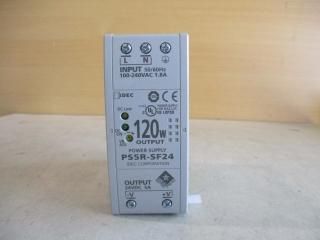 L N
INPUT 50/60Hz
100-240VAC 1.8A
IDEC
DC Low
120W
OUTPUT
POWER SUPPLY
PS5R-SF24
IDEC CORPORATION
OUTPUT
24VDC 5A
-V +V